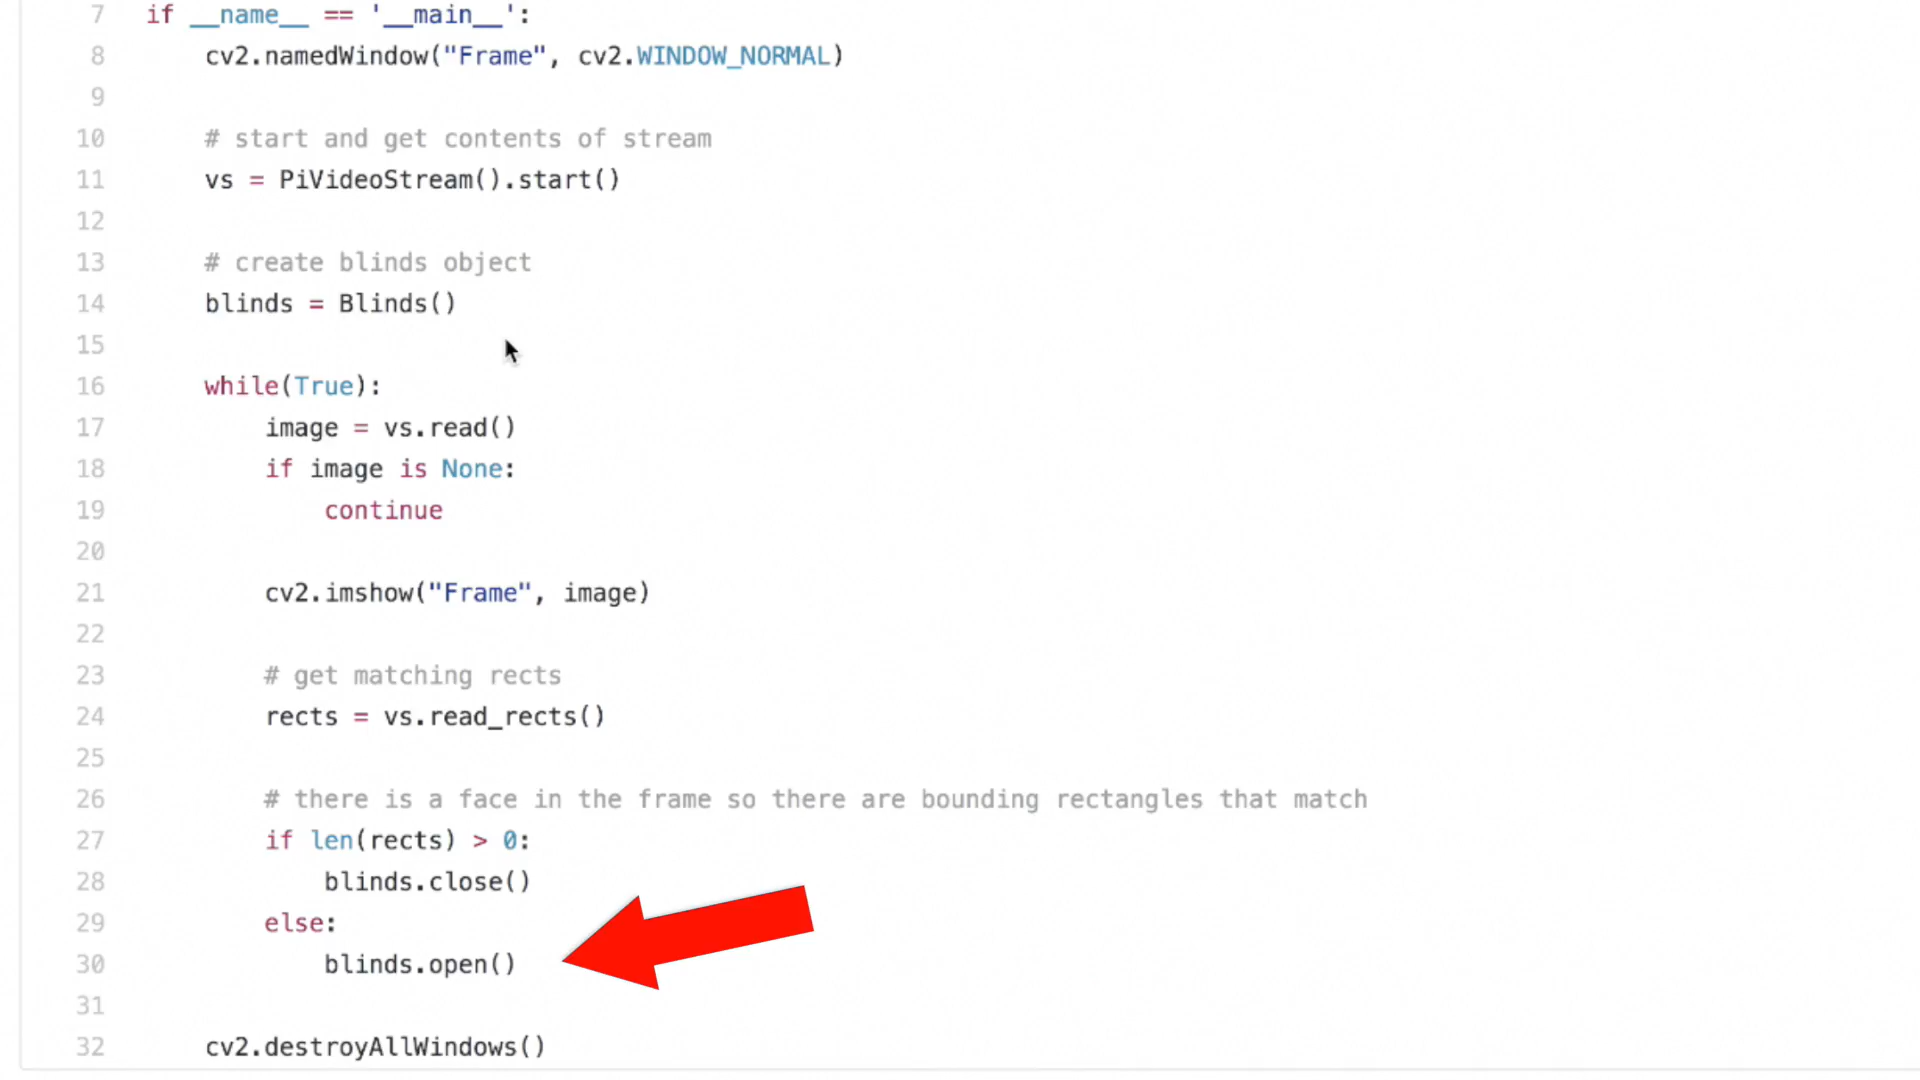 7 if __name__ == '__main__':
8 cv2.namedWindow("Frame", cv2.WINDOW_NORMAL)
9
10 # start and get contents of stream
11 vs = PiVideoStream().start()
12
13 # create blinds object
14 blinds = Blinds()
15
16 while(True):
17 image = vs.read()
18 if image is None:
19 continue
20
21 cv2.imshow("Frame", image)
22
23 # get matching rects
24 rects = vs.read_rects()
25
26 # there is a face in the frame so there are bounding rectangles that match
27 if len(rects) > 0:
28 blinds.close()
29 else:
30 blinds.open()
31
32 cv2.destroyAllWindows()